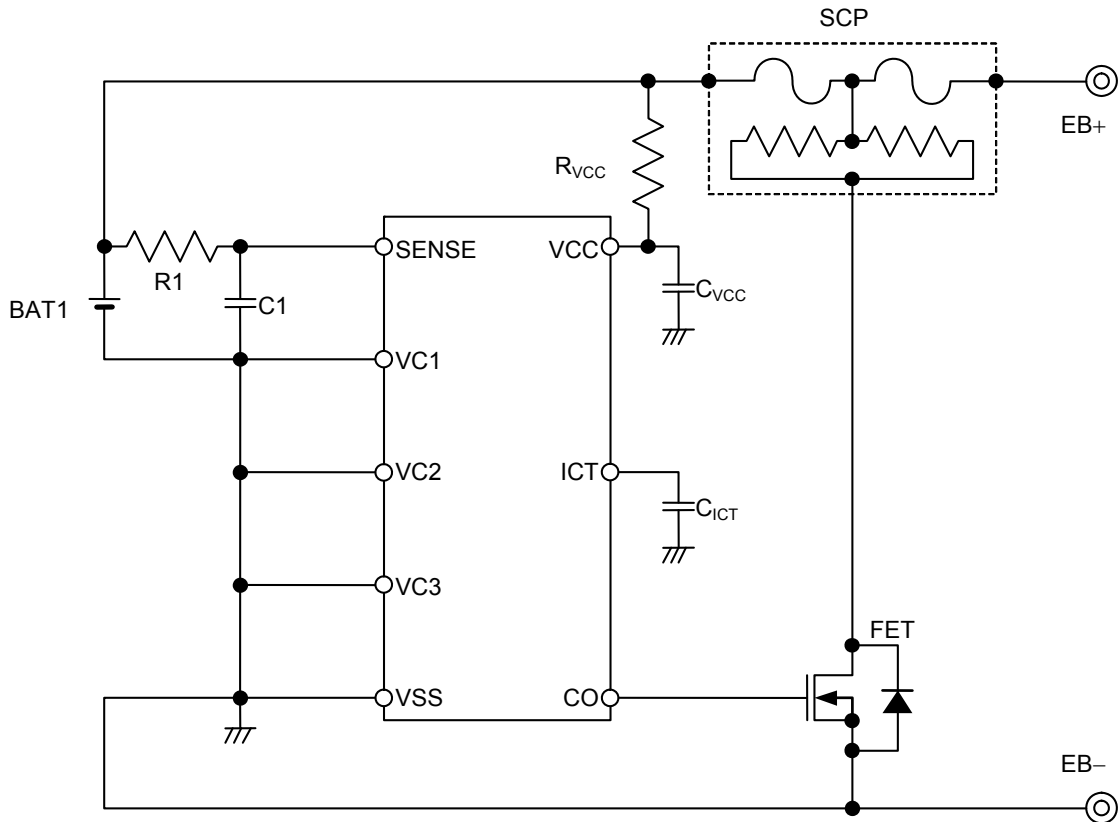 SCP
EB+
RVCC
SENSE
VCC
R1
BAT1
C1
CVCC
VC1
VC2
ICT
CICT
VC3
FET
VSS
CO
EB−